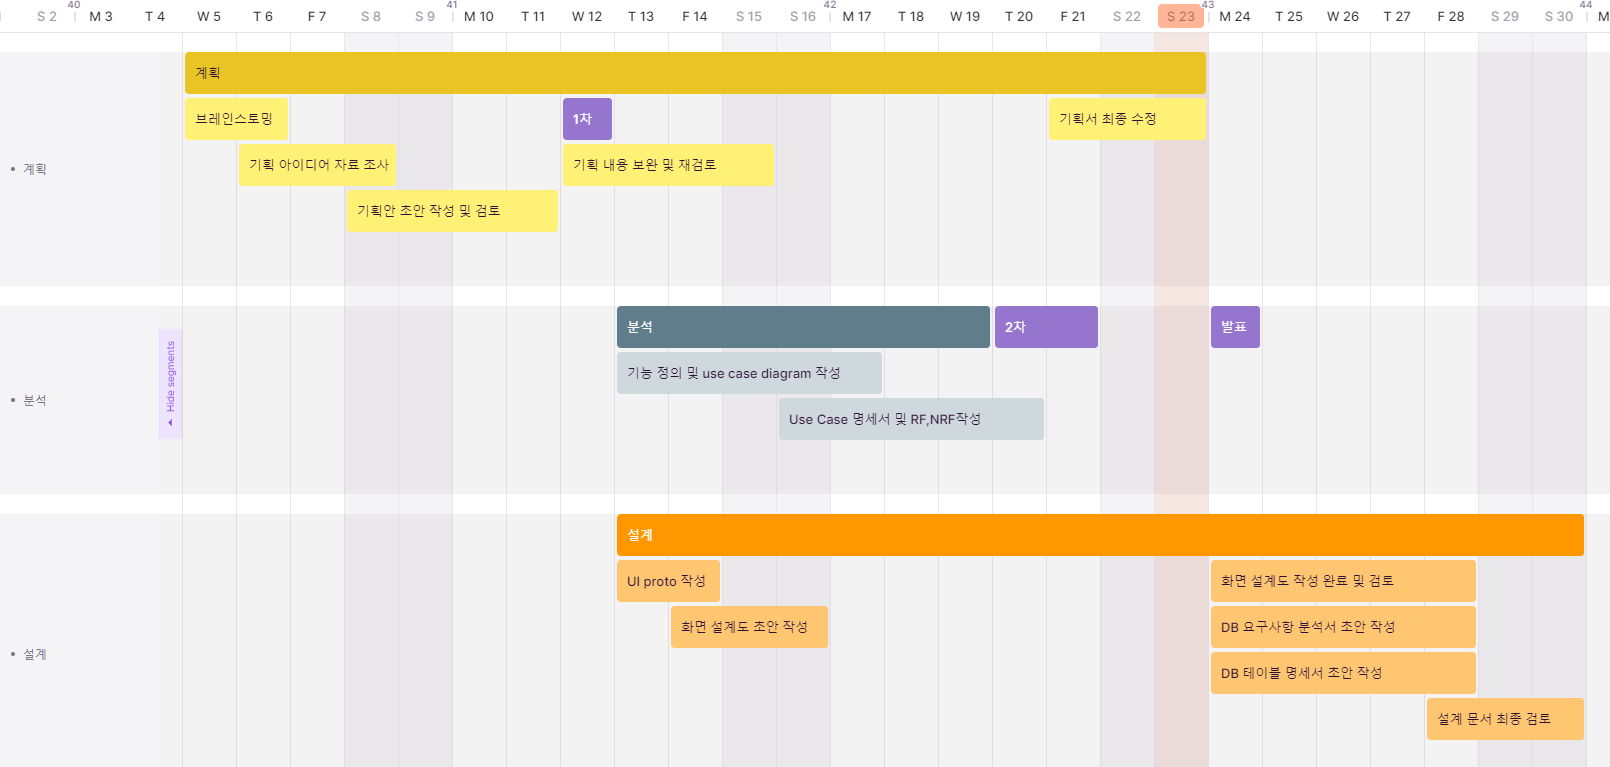 40 41 42 43 44
S 2 M 3 T 4 W 5 T 6 F 7 S 8 S 9 M 10 T 11 W 12 T 13 F 14 S 15 S 16 M 17 T 18 W 19 T 20 F 21 S 22 S 23 M 24 T 25 W 26 T 27 F 28 S 29 S 30 M
계획
브레인스토밍 1차 기획서 최종 수정
기획 아이디어 자료 조사 기획 내용 보완 및 재검토
• 계획
기획안 초안 작성 및 검토
분석 2차 발표
기능 정의 및 use case diagram 작성
Hide segments
• 분석
Use Case 명세서 및 RF,NRF작성
설계
UI proto 작성 화면 설계도 작성 완료 및 검토
화면 설계도 초안 작성 DB 요구사항 분석서 초안 작성
• 설계
DB 테이블 명세서 초안 작성
설계 문서 최종 검토